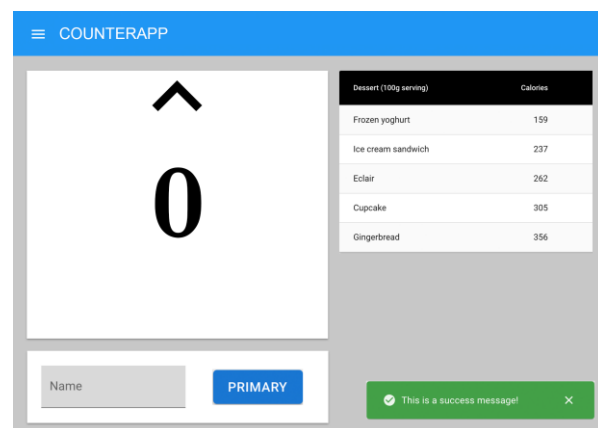 COUNTERAPP
0
Dessert (100g serving) Calories
Frozen yoghurt 159
Ice cream sandwich 237
Eclair 262
Cupcake 305
Gingerbread 356
Name
PRIMARY
This is a success message!